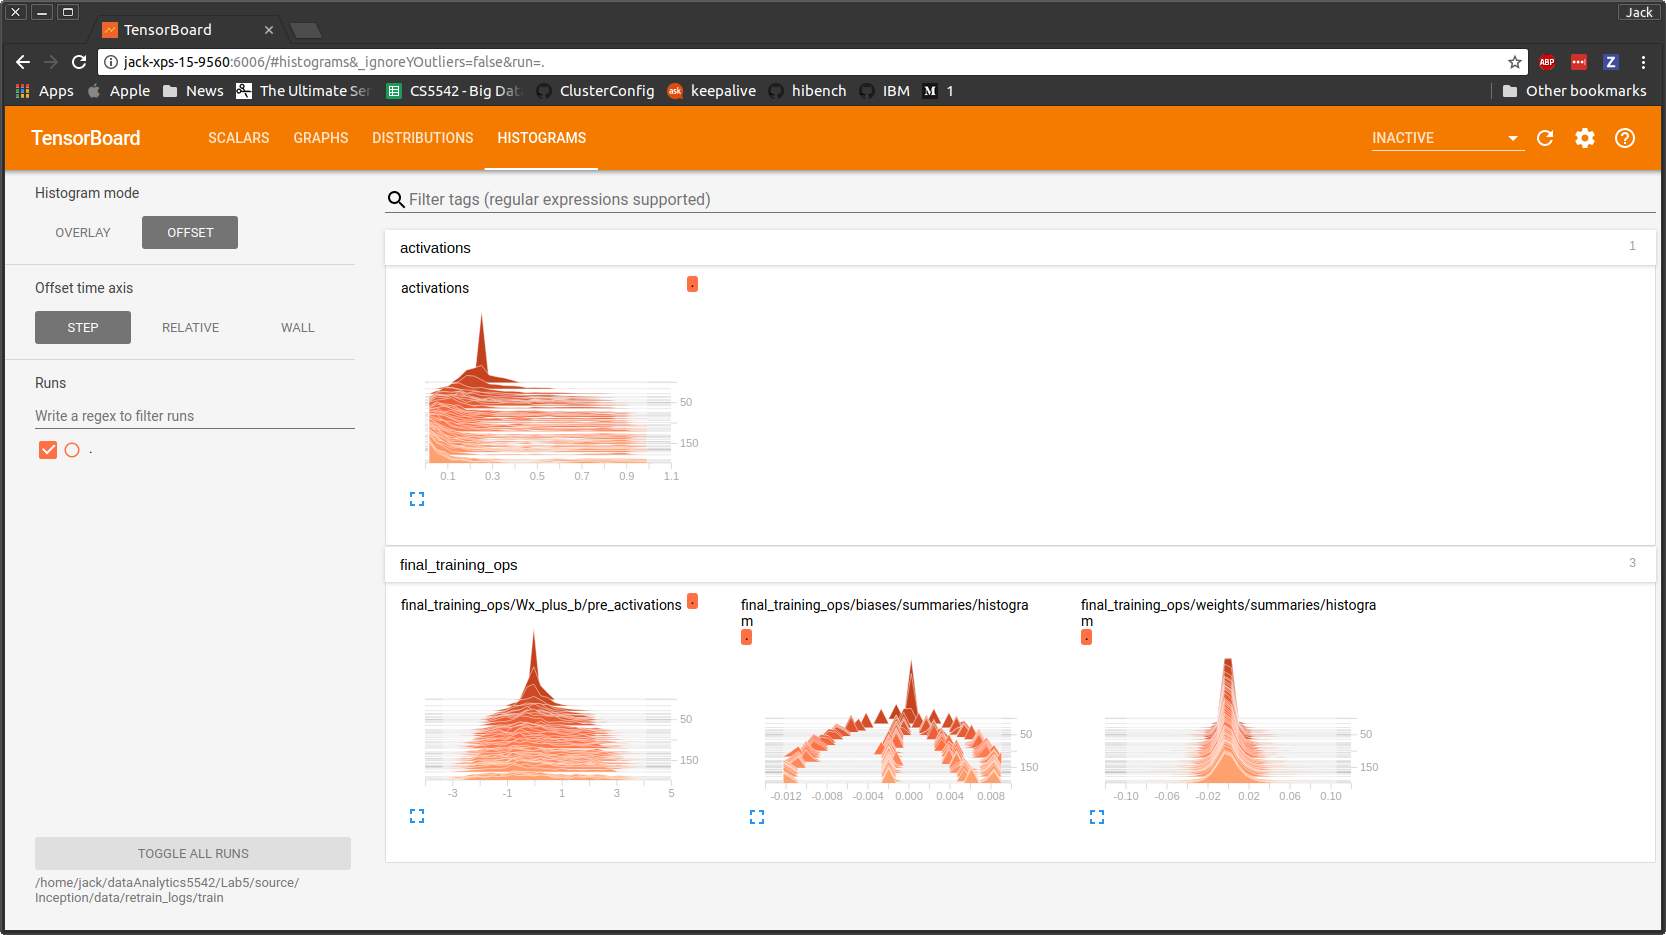 Jack
TensorBoard
jack-xps-15-9560:6006/#histograms&_ignoreYOutliers=false&run=.
ABP
Z
Apps Apple News The Ultimate Ser CS5542 - Big Data ClusterConfig ask keepalive hibench IBM M 1 Other bookmarks
TensorBoard SCALARS GRAPHS DISTRIBUTIONS HISTOGRAMS INACTIVE
Histogram mode
OVERLAY OFFSET
Offset time axis
STEP RELATIVE WALL
Runs
Write a regex to filter runs
.
TOGGLE ALL RUNS
/home/jack/dataAnalytics5542/Lab5/source/
Inception/data/retrain_logs/train
Filter tags (regular expressions supported)
activations 1
activations .
50
150
0.1 0.3 0.5 0.7 0.9 1.1
final_training_ops 3
final_training_ops/Wx_plus_b/pre_activations .
50
150
-3 -1 1 3 5
final_training_ops/biases/summaries/histogra
m
.
50
150
-0.012 -0.008 -0.004 0.000 0.004 0.008
final_training_ops/weights/summaries/histogra
m
.
50
150
-0.10 -0.06 -0.02 0.02 0.06 0.10